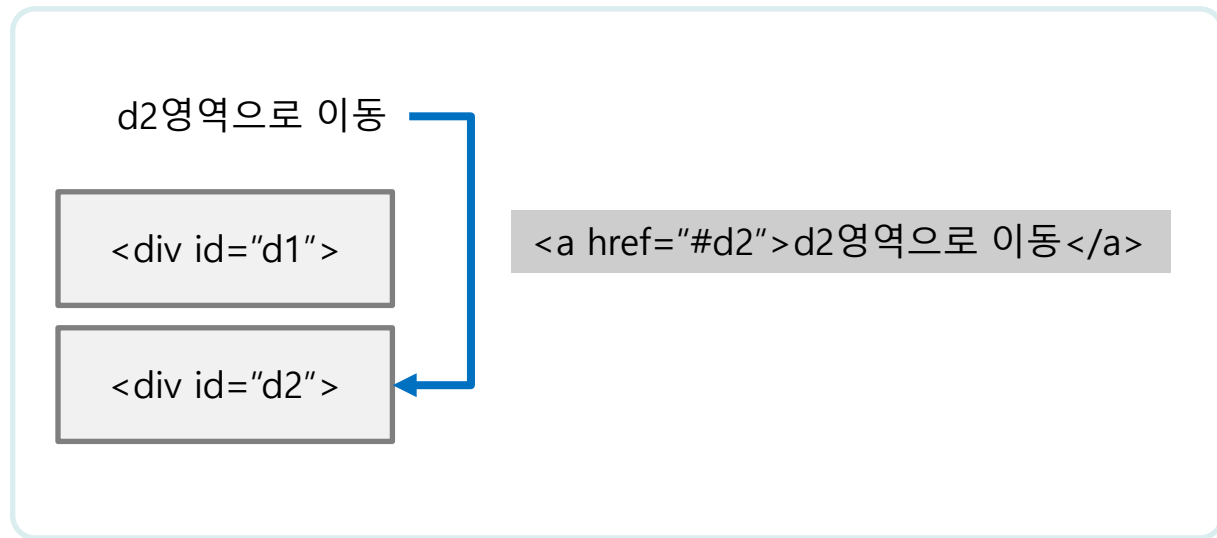 d2영역으로 이동
<div id=”d1”>
<a href=”#d2”>d2영역으로 이동</a>
<div id=”d2”>